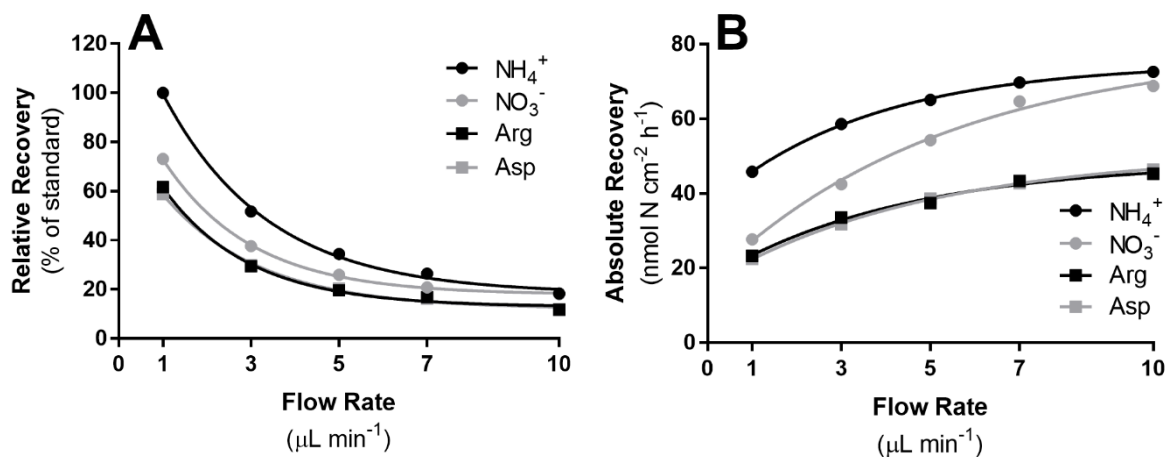 A
Relative Recovery
(% of standard)
120
100
80
60
40
20
0
0 1 3 5 7 10
Flow Rate
(μL min⁻¹)
NH₄⁺
NO₃⁻
Arg
Asp
B
Absolute Recovery
(nmol N cm⁻² h⁻¹)
80
60
40
20
0
0 1 3 5 7 10
Flow Rate
(μL min⁻¹)
NH₄⁺
NO₃⁻
Arg
Asp